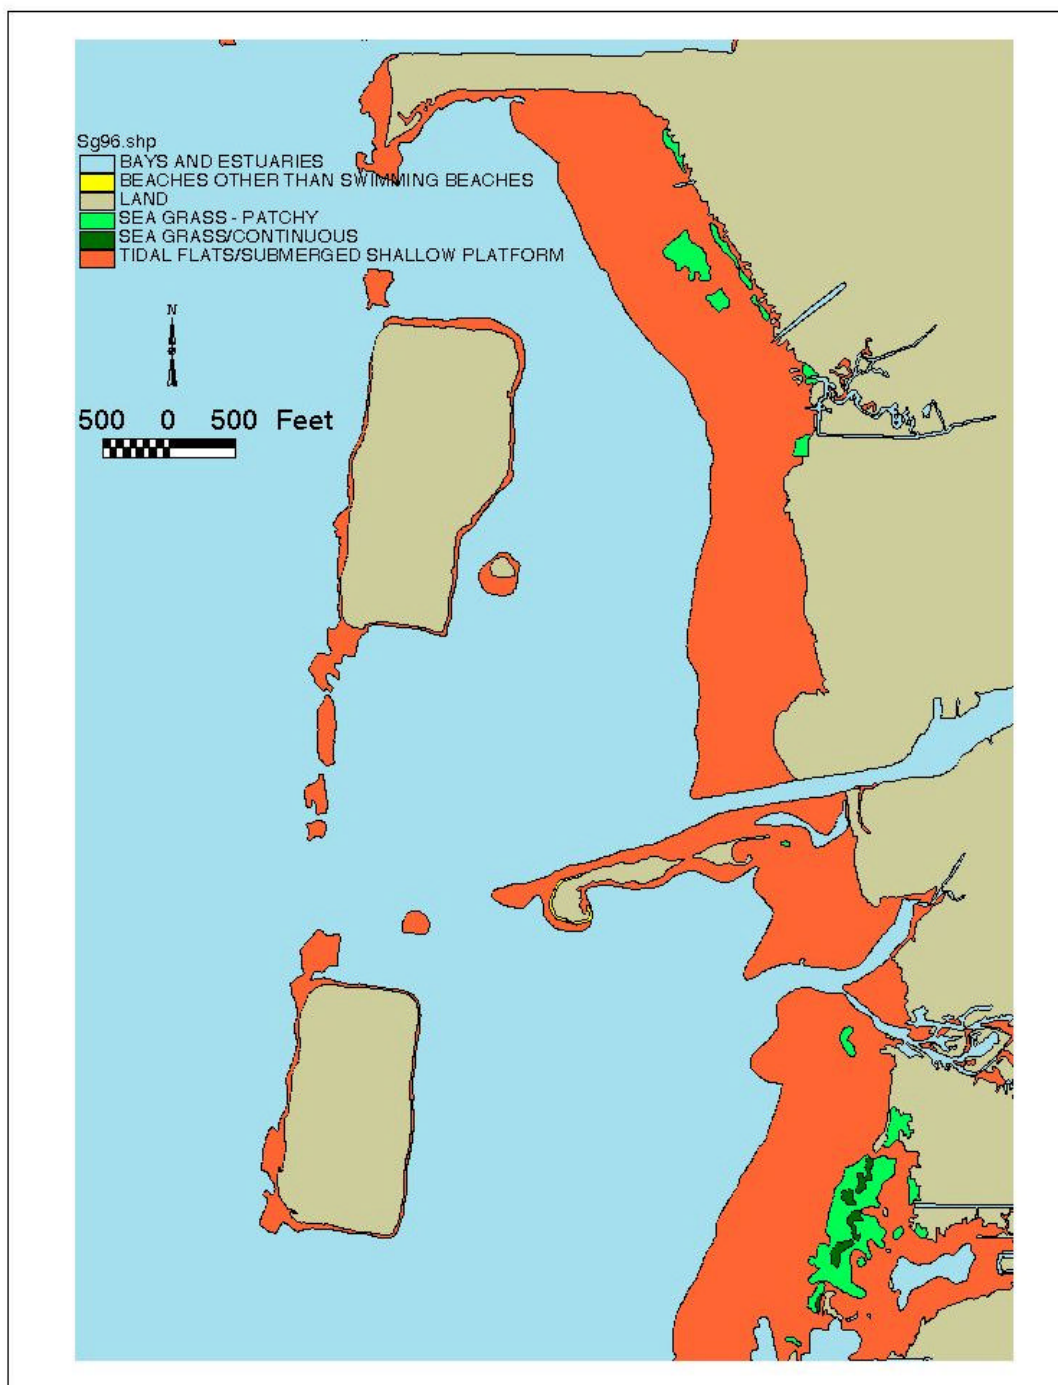 Sg96.shp
BAYS AND ESTUARIES
BEACHES OTHER THAN SWIMMING BEACHES
LAND
SEA GRASS - PATCHY
SEA GRASS/CONTINUOUS
TIDAL FLATS/SUBMERGED SHALLOW PLATFORM
N
500 0 500 Feet